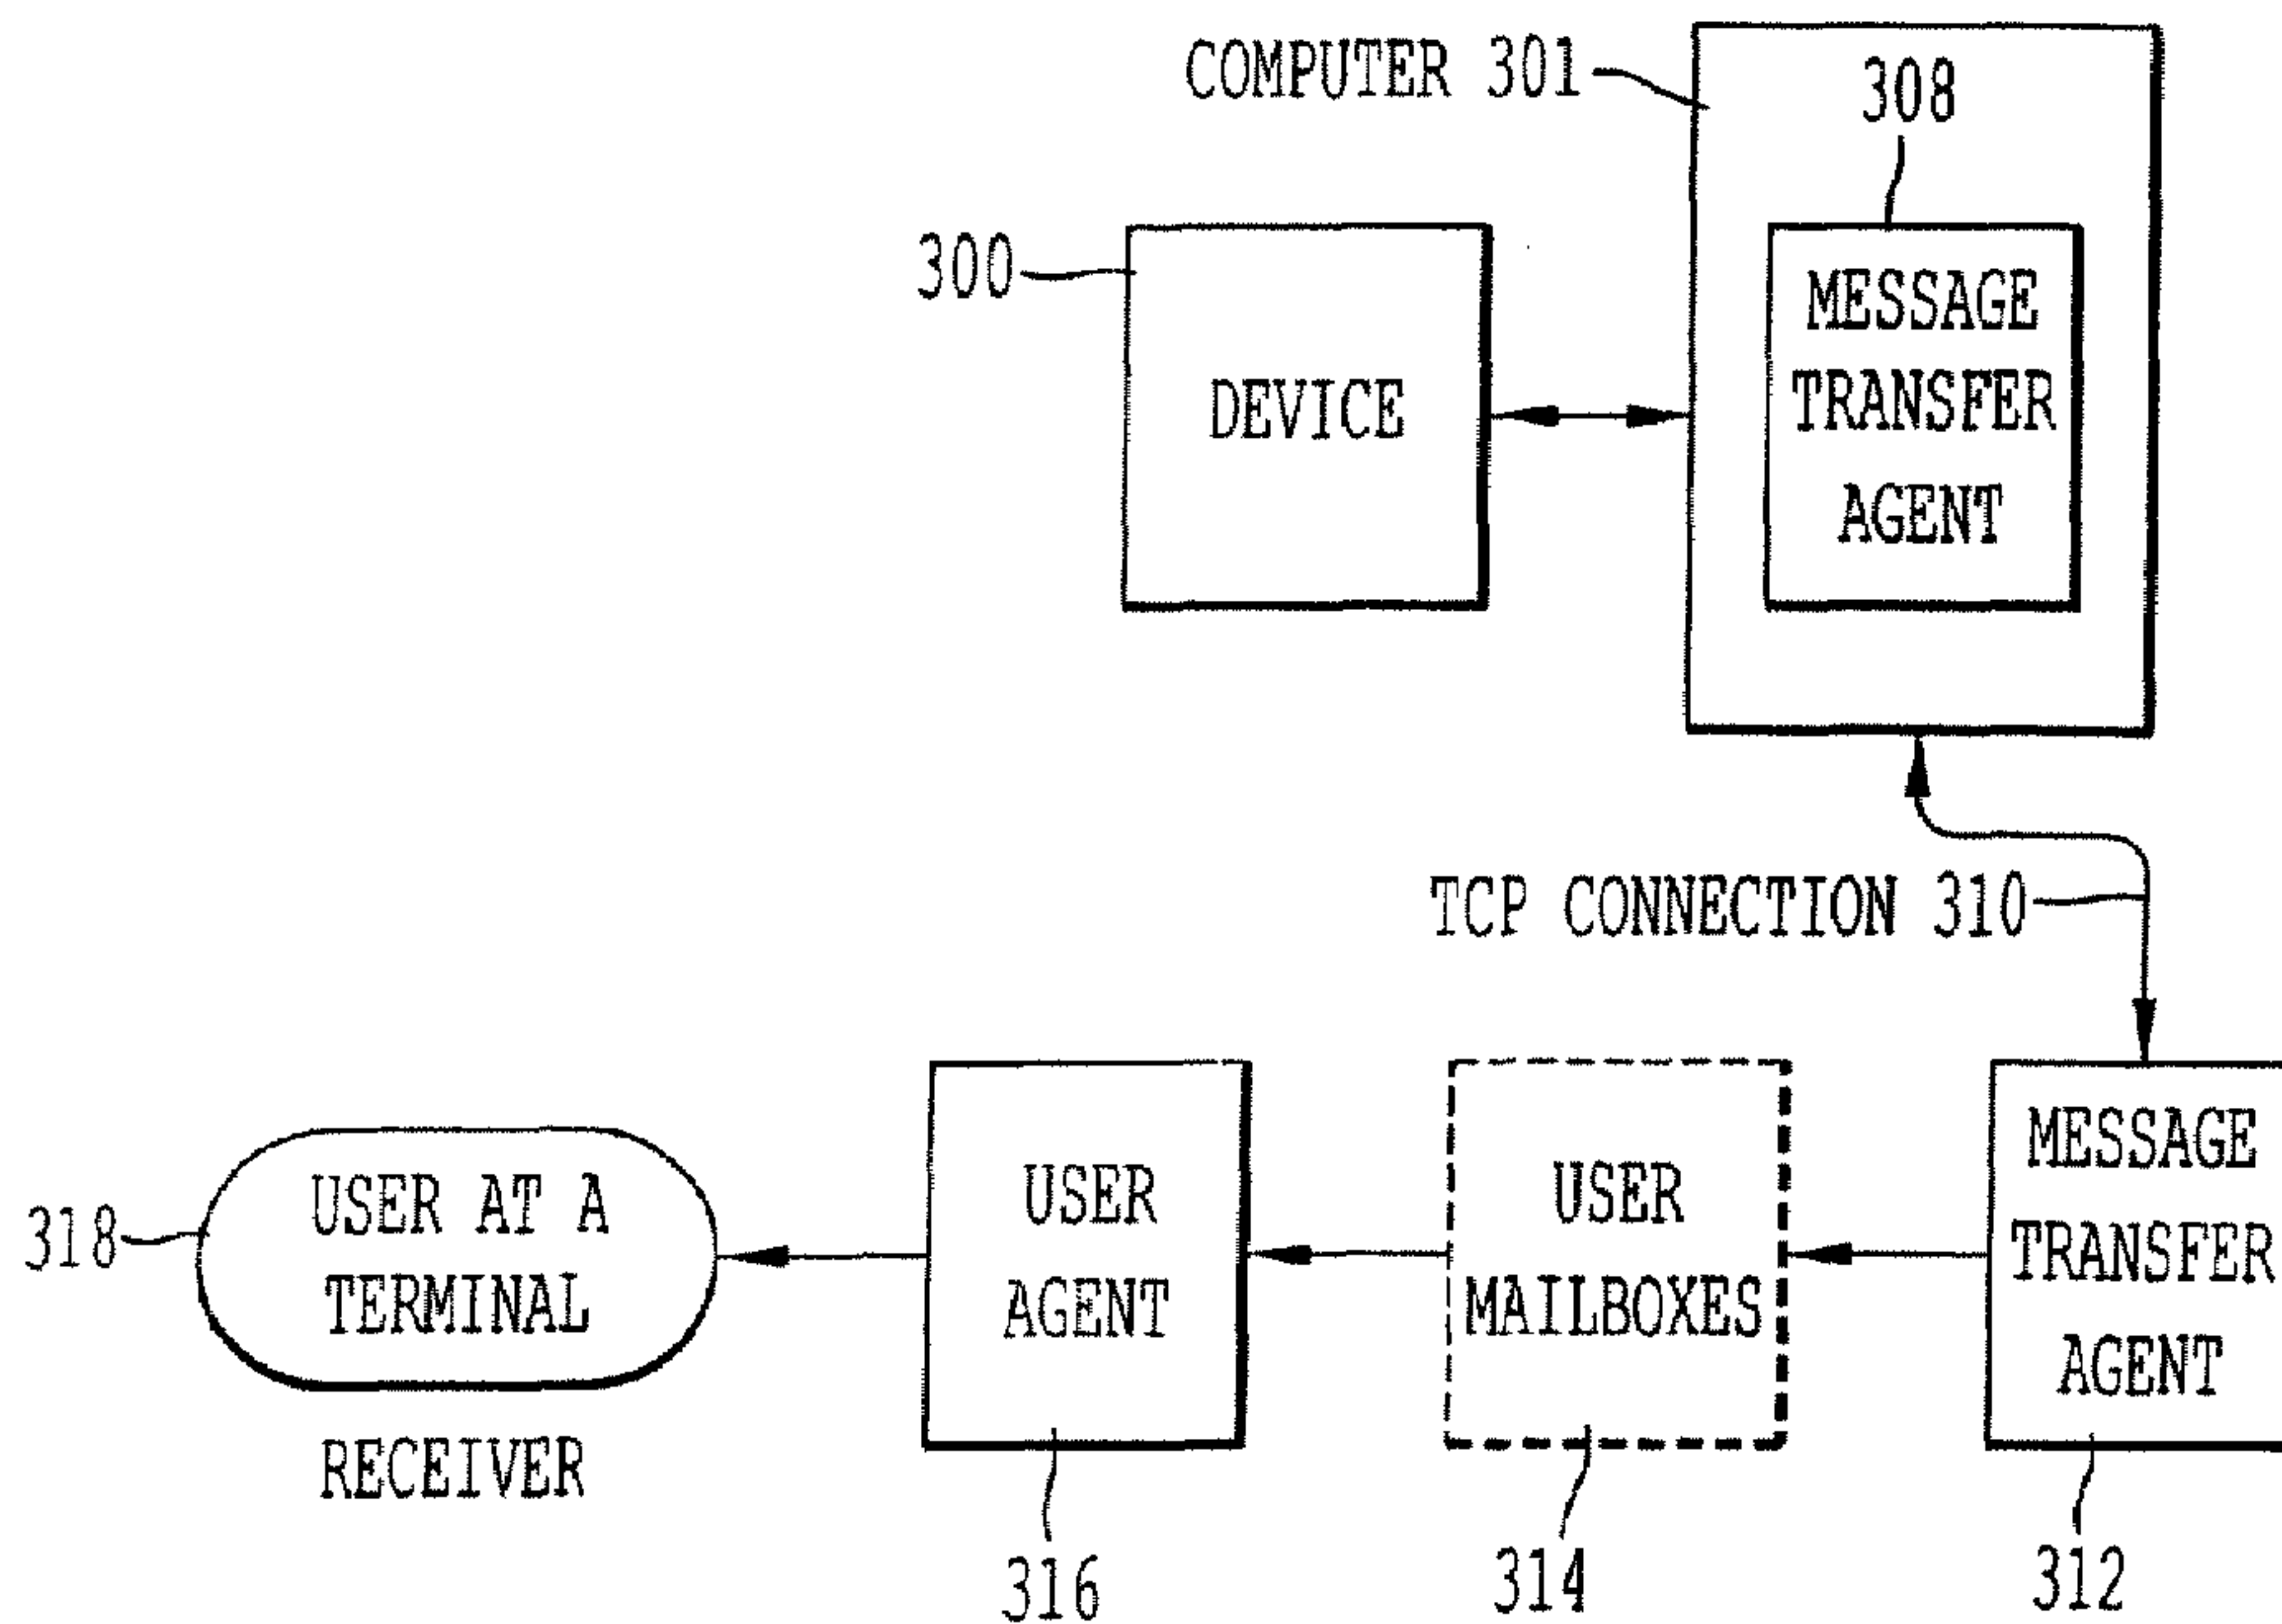 COMPUTER 301
308
300
DEVICE
MESSAGE
TRANSFER
AGENT
TCP CONNECTION 310
318
USER AT A
TERMINAL
RECEIVER
USER
AGENT
316
USER
MAILBOXES
314
MESSAGE
TRANSFER
AGENT
312